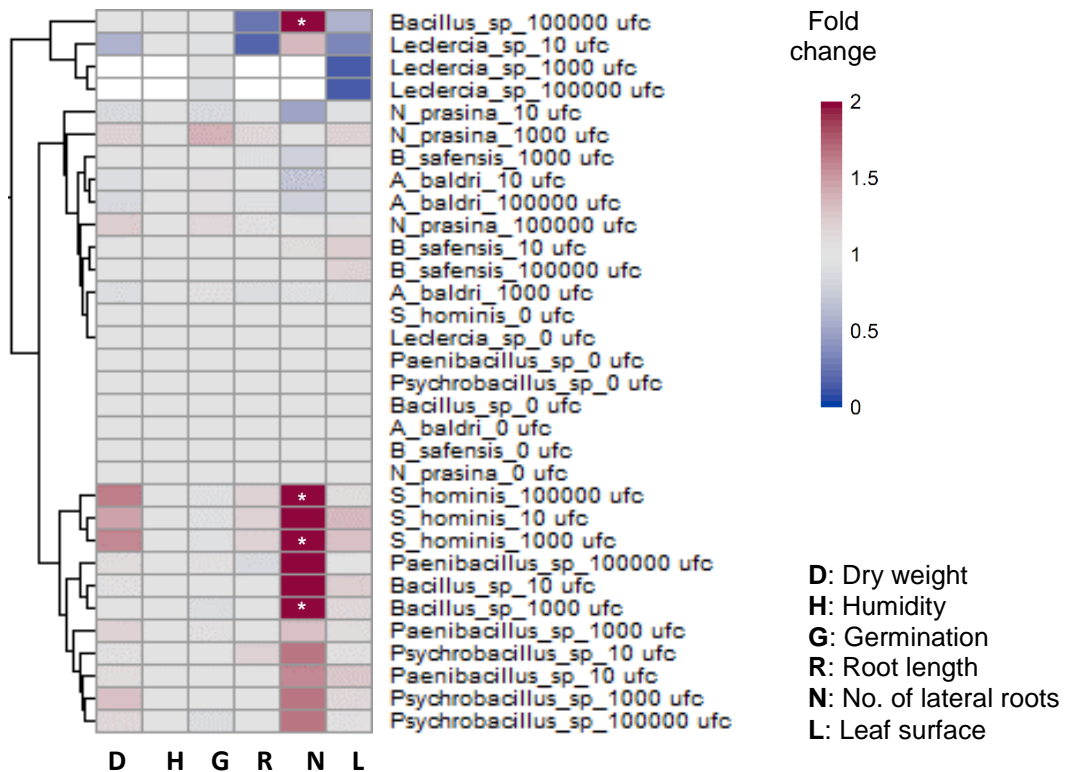 Bacillus_sp_100000 ufc
Leclercia_sp_10 ufc
Leclercia_sp_1000 ufc
Leclercia_sp_100000 ufc
N_prasina_10 ufc
N_prasina_1000 ufc
B_safensis_1000 ufc
A_baldri_10 ufc
A_baldri_100000 ufc
N_prasina_100000 ufc
B_safensis_10 ufc
B_safensis_100000 ufc
A_baldri_1000 ufc
S_hominis_0 ufc
Leclercia_sp_0 ufc
Paenibacillus_sp_0 ufc
Psychrobacillus_sp_0 ufc
Bacillus_sp_0 ufc
A_baldri_0 ufc
B_safensis_0 ufc
N_prasina_0 ufc
S_hominis_100000 ufc
S_hominis_10 ufc
S_hominis_1000 ufc
Paenibacillus_sp_100000 ufc
Bacillus_sp_10 ufc
Bacillus_sp_1000 ufc
Paenibacillus_sp_1000 ufc
Psychrobacillus_sp_10 ufc
Paenibacillus_sp_10 ufc
Psychrobacillus_sp_1000 ufc
Psychrobacillus_sp_100000 ufc
*
*
*
*
D H G R N L
Fold
change
2
1.5
1
0.5
0
D: Dry weight
H: Humidity
G: Germination
R: Root length
N: No. of lateral roots
L: Leaf surface